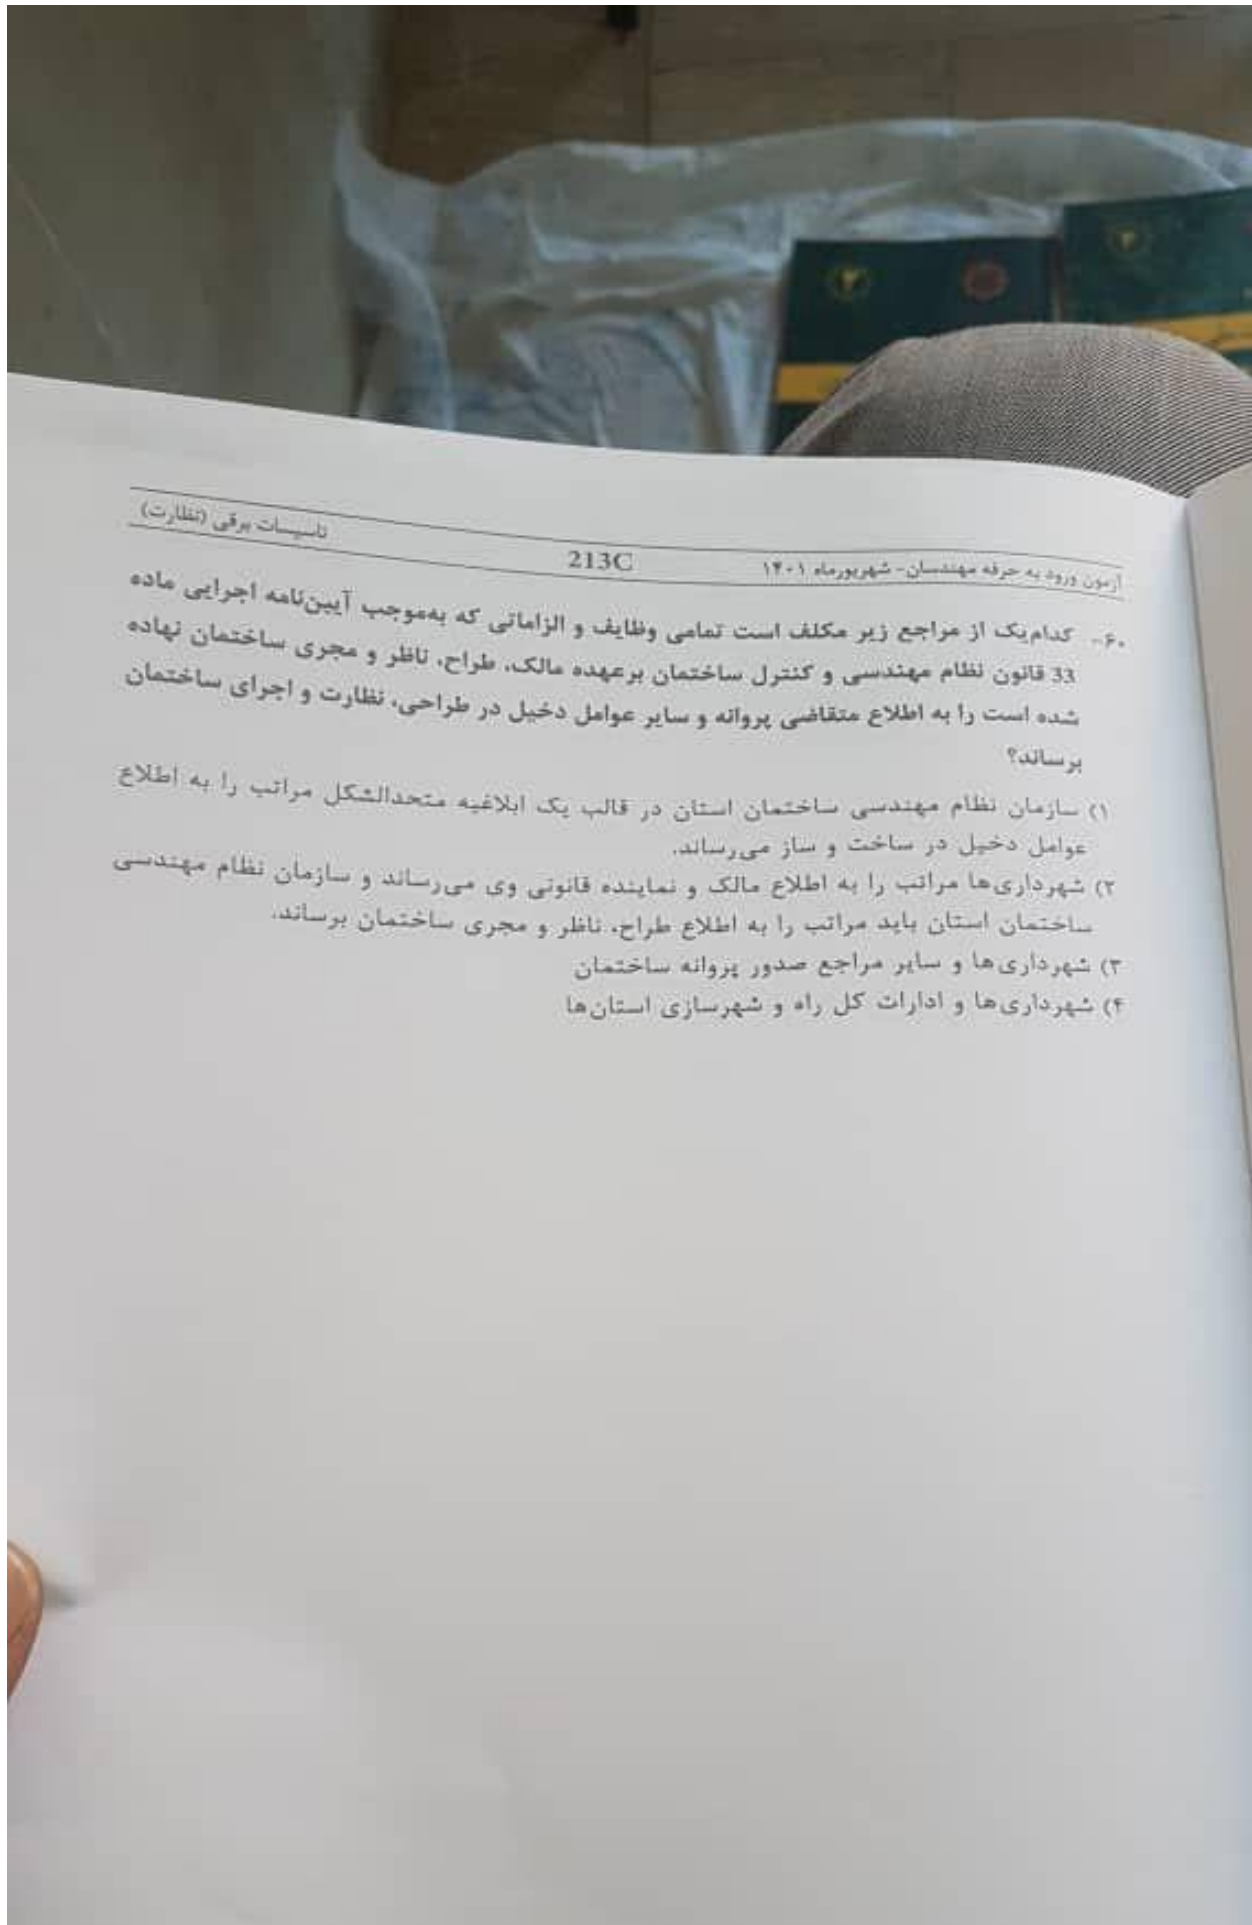 آزمون ورود به حرفه مهندسان- شهریورماه ۱۴۰۱
213C
تاسیسات برقی (نظارت)
۶۰- کدام‌یک از مراجع زیر مکلف است تمامی وظایف و الزاماتی که به‌موجب آیین‌نامه اجرایی ماده
33 قانون نظام مهندسی و کنترل ساختمان برعهده مالک، طراح، ناظر و مجری ساختمان نهاده
شده است را به اطلاع متقاضی پروانه و سایر عوامل دخیل در طراحی، نظارت و اجرای ساختمان
برساند؟
۱) سازمان نظام مهندسی ساختمان استان در قالب یک ابلاغیه متحدالشکل مراتب را به اطلاع
عوامل دخیل در ساخت و ساز می‌رساند.
۲) شهرداری‌ها مراتب را به اطلاع مالک و نماینده قانونی وی می‌رساند و سازمان نظام مهندسی
ساختمان استان باید مراتب را به اطلاع طراح، ناظر و مجری ساختمان برساند.
۳) شهرداری‌ها و سایر مراجع صدور پروانه ساختمان
۴) شهرداری‌ها و ادارات کل راه و شهرسازی استان‌ها